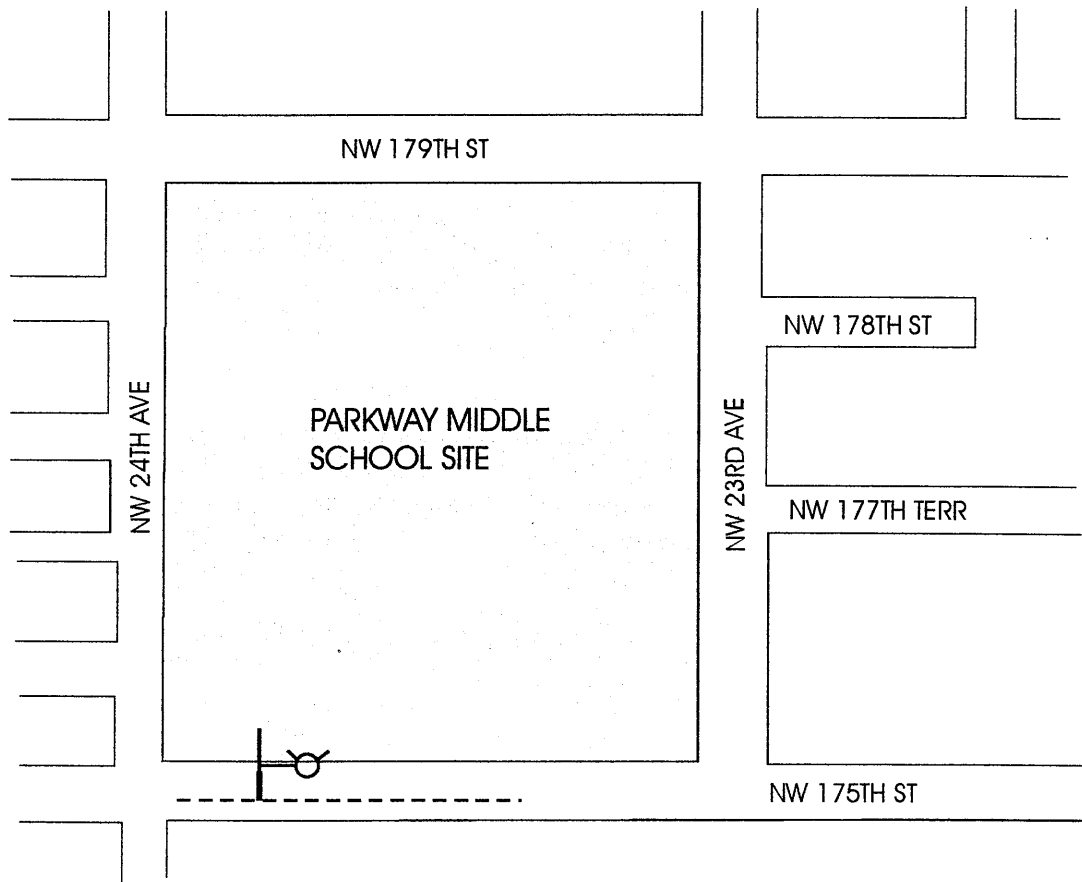 NW 179TH ST
NW 178TH ST
NW 24TH AVE
PARKWAY MIDDLE
SCHOOL SITE
NW 23RD AVE
NW 177TH TERR
NW 175TH ST